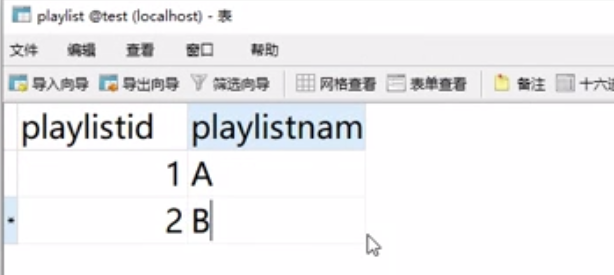 playlist @test (localhost) - 表
文件 编辑 查看 窗口 帮助
导入向导 导出向导 筛选向导 网格查看 表单查看 备注 十六进
playlistid playlistnam
1 A
2 B